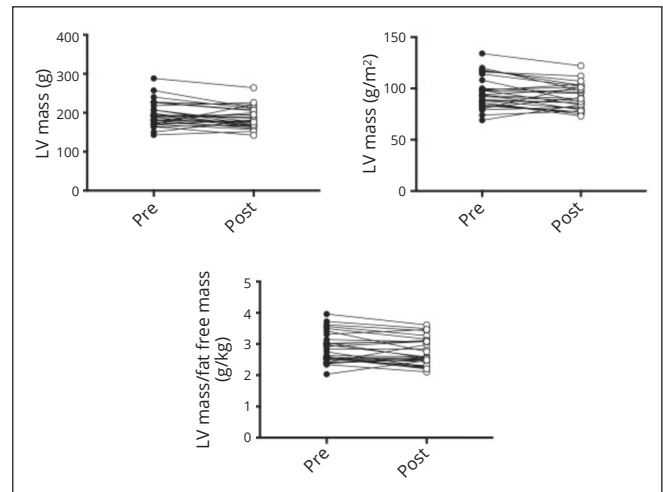 LV mass (g)
400
300
200
100
0
Pre
Post
LV mass (g/m²)
150
100
50
0
Pre
Post
LV mass/fat free mass
(g/kg)
5
4
3
2
1
0
Pre
Post